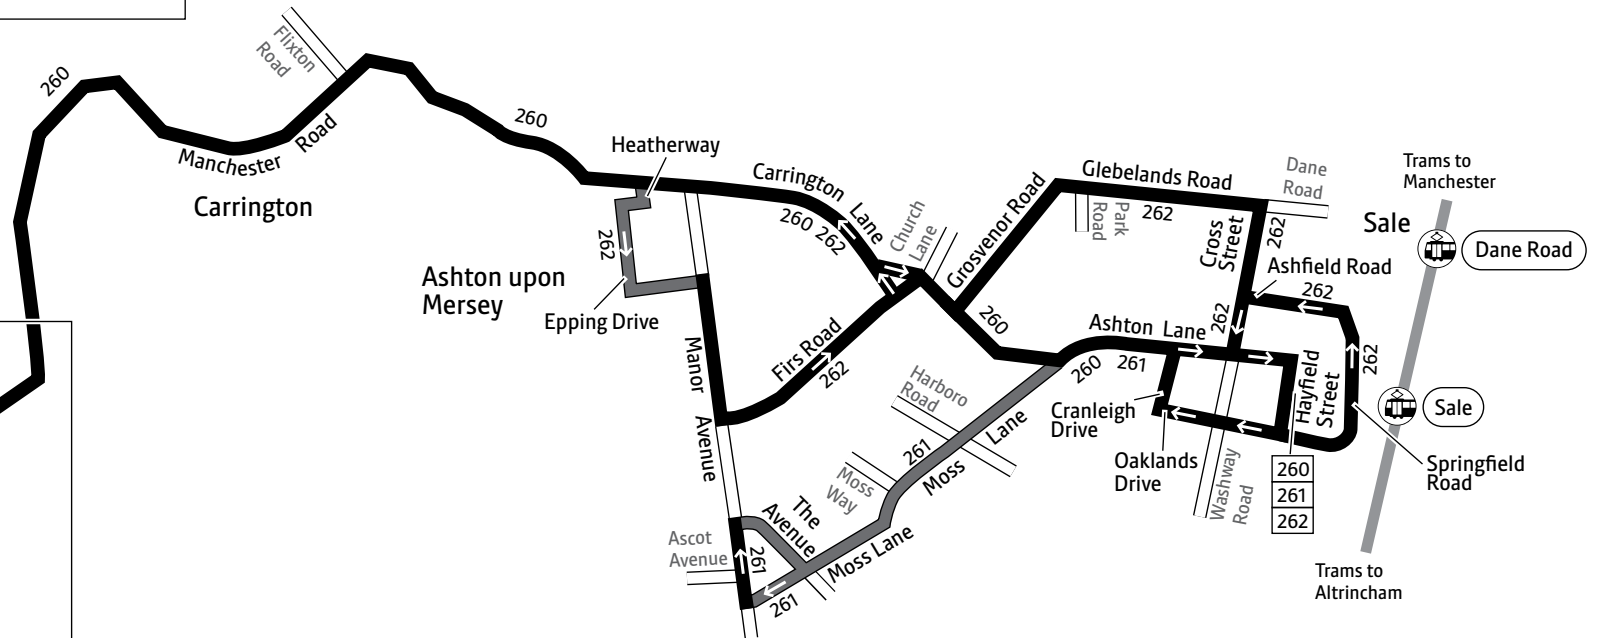 Flixton
Road
260
Manchester
Road
Carrington
260
Heatherway
262
Ashton upon
Mersey
Epping Drive
Carrington
Lane
260
262
Church
Lane
Grosvenor Road
Glebelands Road
262
Park
Road
Dane
Road
Cross
Street
262
Ashfield Road
262
Sale
Trams to
Manchester
Dane Road
Manor
Avenue
Firs Road
262
260
Ashton Lane
262
260
261
262
Hayfield
Street
Harboro
Road
Cranleigh
Drive
Sale
Oaklands
Drive
Washway
Road
Springfield
Road
260
261
262
Lane
Moss
261
Moss
Way
The
Avenue
Moss Lane
Ascot
Avenue
261
261
Trams to
Altrincham